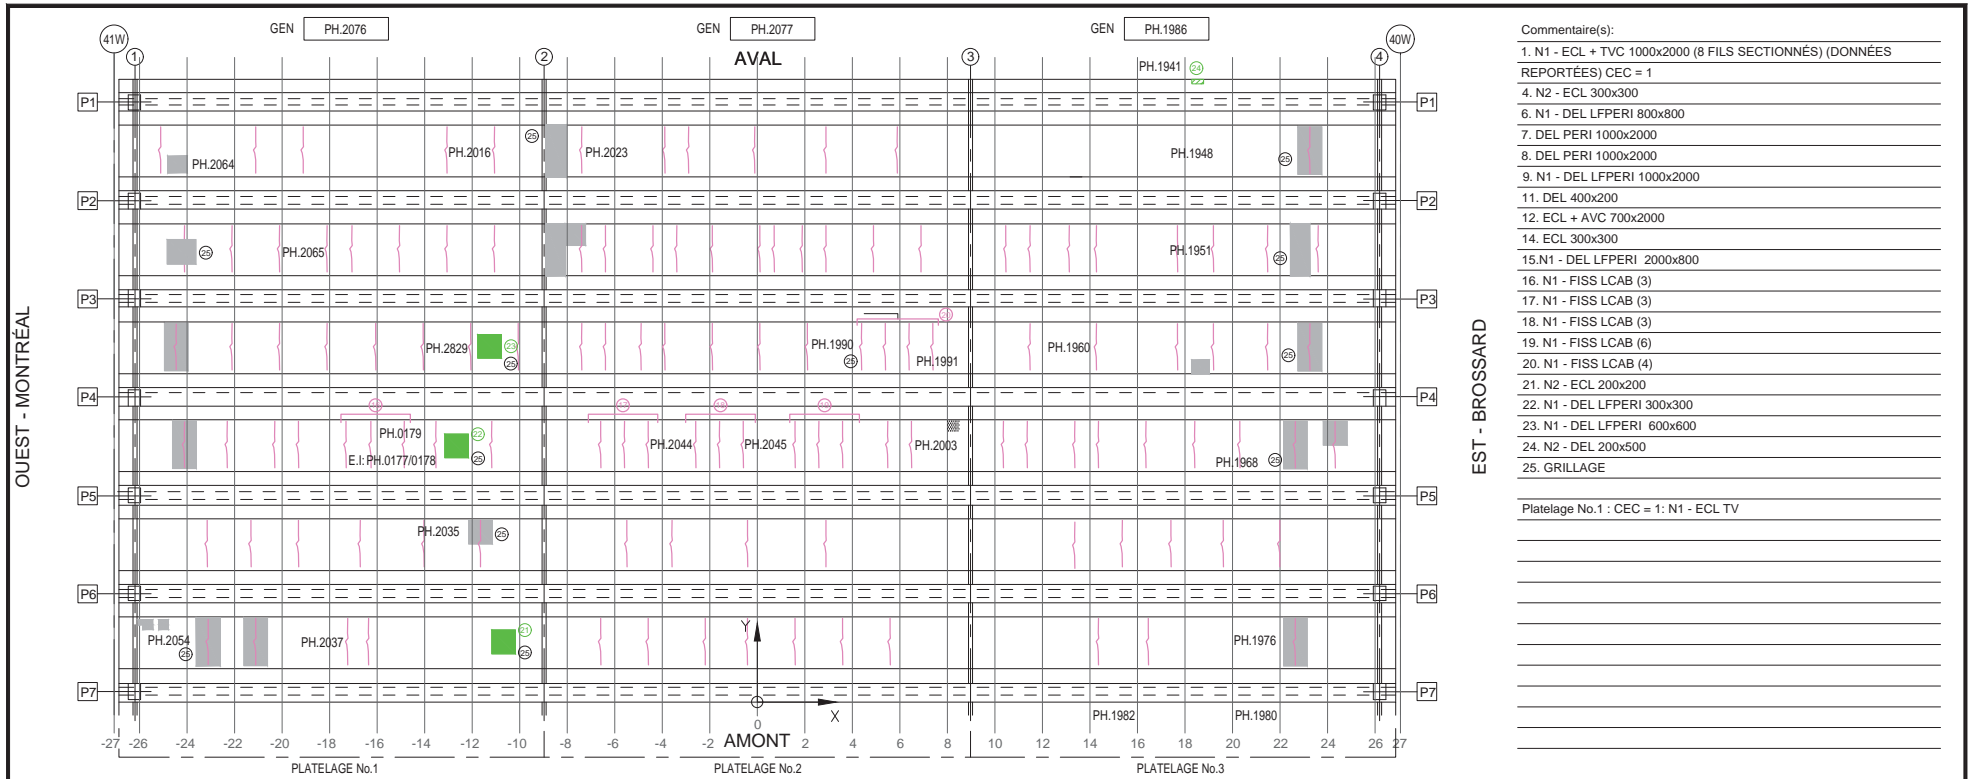 GEN PH.2076
GEN PH.2077
GEN PH.1986
41W
40W
1
2
3
4
AVAL
PH.1941
24
P1
P1
25
PH.2064
PH.2016
PH.2023
PH.1948
25
P2
P2
25
PH.2065
PH.1951
25
P3
P3
20
PH.2829
23
25
PH.1990
25
PH.1991
PH.1960
25
P4
P4
16
17
18
19
PH.0179
22
E.I: PH.0177/0178
25
PH.2044
PH.2045
PH.2003
PH.1968
25
P5
P5
PH.2035
25
P6
P6
PH.2054
25
PH.2037
21
25
PH.1976
Y
P7
P7
X
PH.1982
PH.1980
0
-27 -26 -24 -22 -20 -18 -16 -14 -12 -10 -8 -6 -4 -2 2 4 6 8 10 12 14 16 18 20 22 24 26 27
AMONT
PLATELAGE No.1
PLATELAGE No.2
PLATELAGE No.3
OUEST - MONTRÉAL
EST - BROSSARD
Commentaire(s):
1. N1 - ECL + TVC 1000x2000 (8 FILS SECTIONNÉS) (DONNÉES
REPORTÉES) CEC = 1
4. N2 - ECL 300x300
6. N1 - DEL LFPERI 800x800
7. DEL PERI 1000x2000
8. DEL PERI 1000x2000
9. N1 - DEL LFPERI 1000x2000
11. DEL 400x200
12. ECL + AVC 700x2000
14. ECL 300x300
15.N1 - DEL LFPERI 2000x800
16. N1 - FISS LCAB (3)
17. N1 - FISS LCAB (3)
18. N1 - FISS LCAB (3)
19. N1 - FISS LCAB (6)
20. N1 - FISS LCAB (4)
21. N2 - ECL 200x200
22. N1 - DEL LFPERI 300x300
23. N1 - DEL LFPERI 600x600
24. N2 - DEL 200x500
25. GRILLAGE
Platelage No.1 : CEC = 1: N1 - ECL TV